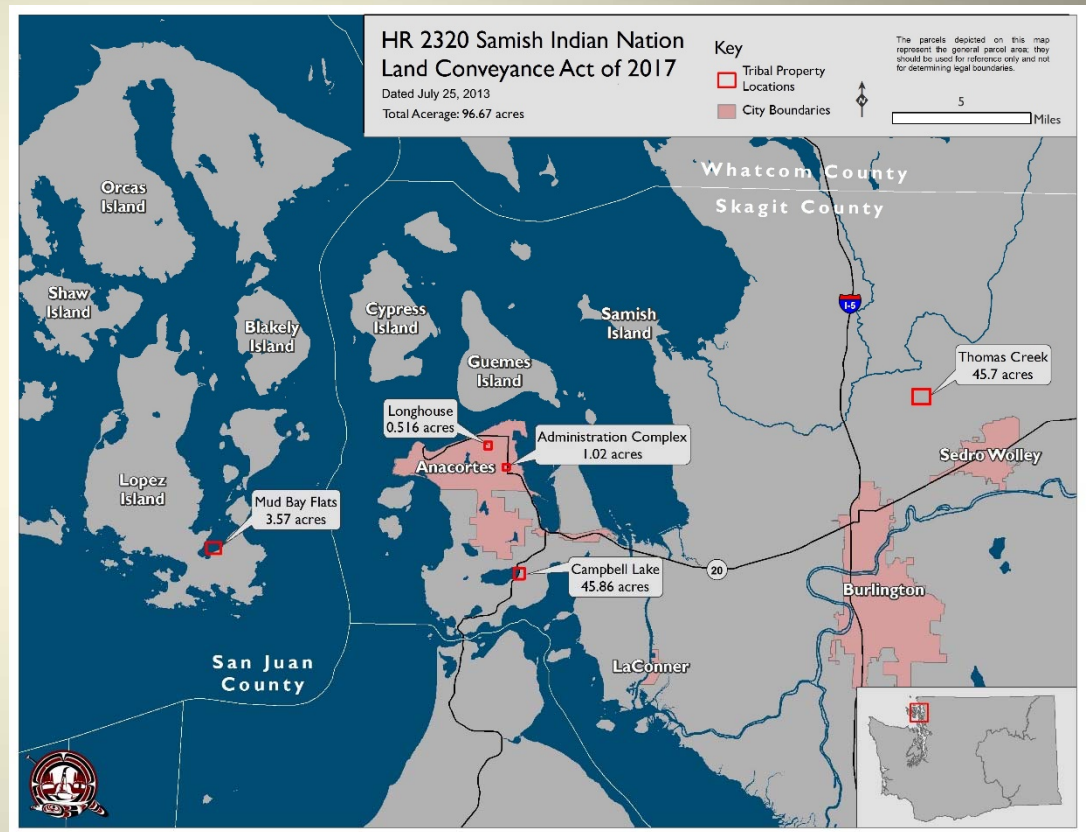 HR 2320 Samish Indian Nation
Land Conveyance Act of 2017
Dated July 25, 2013
Total Acerage: 96.67 acres
Key
Tribal Property
Locations
City Boundaries
N
The parcels depicted on this map
represent the general parcel area; they
should be used for reference only and not
for determining legal boundaries.
5
Miles
Whatcom County
Skagit County
Orcas
Island
Shaw
Island
Blakely
Island
Cypress
Island
Guemes
Island
Samish
Island
I-5
Thomas Creek
45.7 acres
Longhouse
0.516 acres
Administration Complex
1.02 acres
Anacortes
Sedro Wolley
Lopez
Island
Mud Bay Flats
3.57 acres
Campbell Lake
45.86 acres
20
Burlington
LaConner
San Juan
County